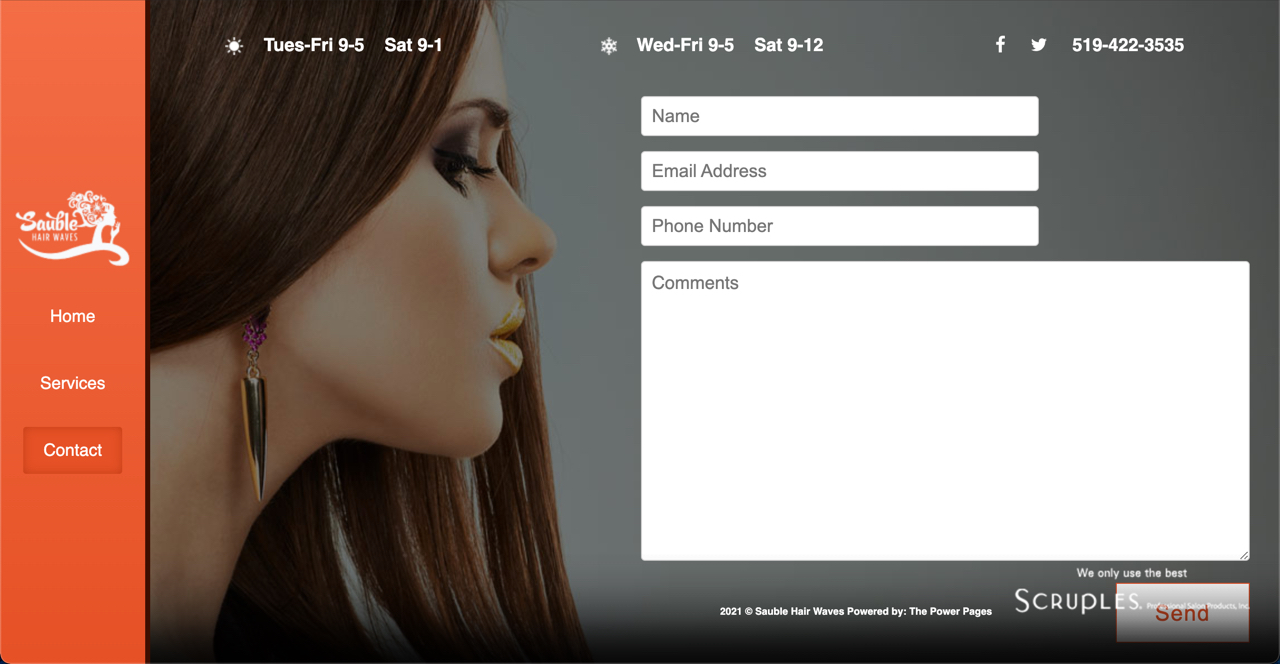 Tues-Fri 9-5 Sat 9-1
Wed-Fri 9-5 Sat 9-12
519-422-3535
Sauble
HAIR WAVES
Home
Services
Contact
Name
Email Address
Phone Number
Comments
We only use the best
SCRUPLES. Professional Salon Products, Inc.
Send
2021 © Sauble Hair Waves Powered by: The Power Pages